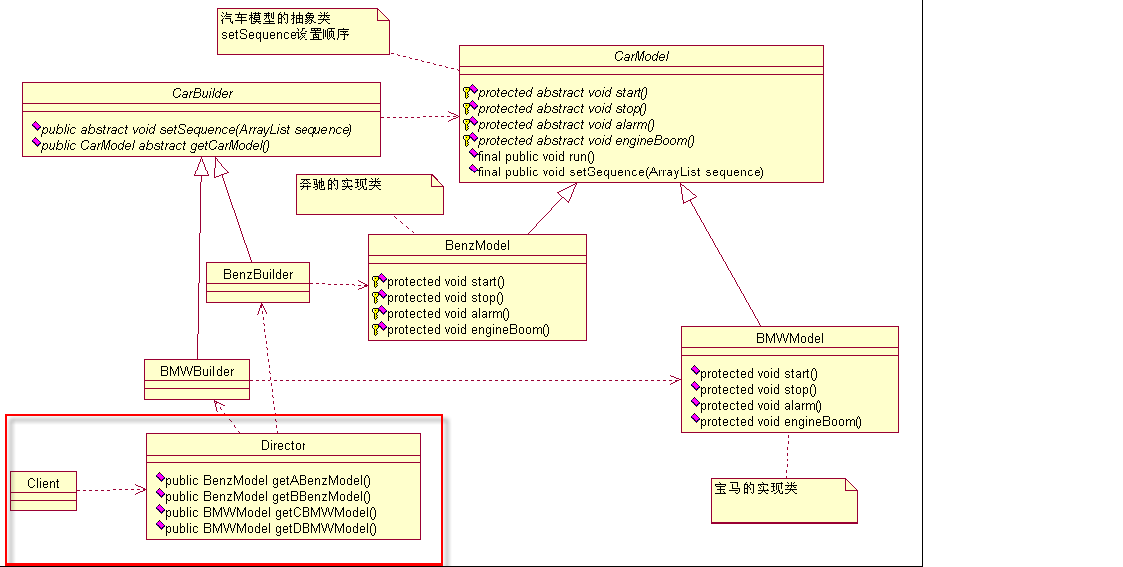 汽车模型的抽象类
setSequence设置顺序
CarModel
protected abstract void start()
protected abstract void stop()
protected abstract void alarm()
protected abstract void engineBoom()
final public void run()
final public void setSequence(ArrayList sequence)
CarBuilder
public abstract void setSequence(ArrayList sequence)
public CarModel abstract getCarModel()
奔驰的实现类
BenzModel
protected void start()
protected void stop()
protected void alarm()
protected void engineBoom()
BenzBuilder
BMWModel
protected void start()
protected void stop()
protected void alarm()
protected void engineBoom()
BMWBuilder
Director
public BenzModel getABenzModel()
public BenzModel getBBenzModel()
public BMWModel getCBMWModel()
public BMWModel getDBMWModel()
Client
宝马的实现类